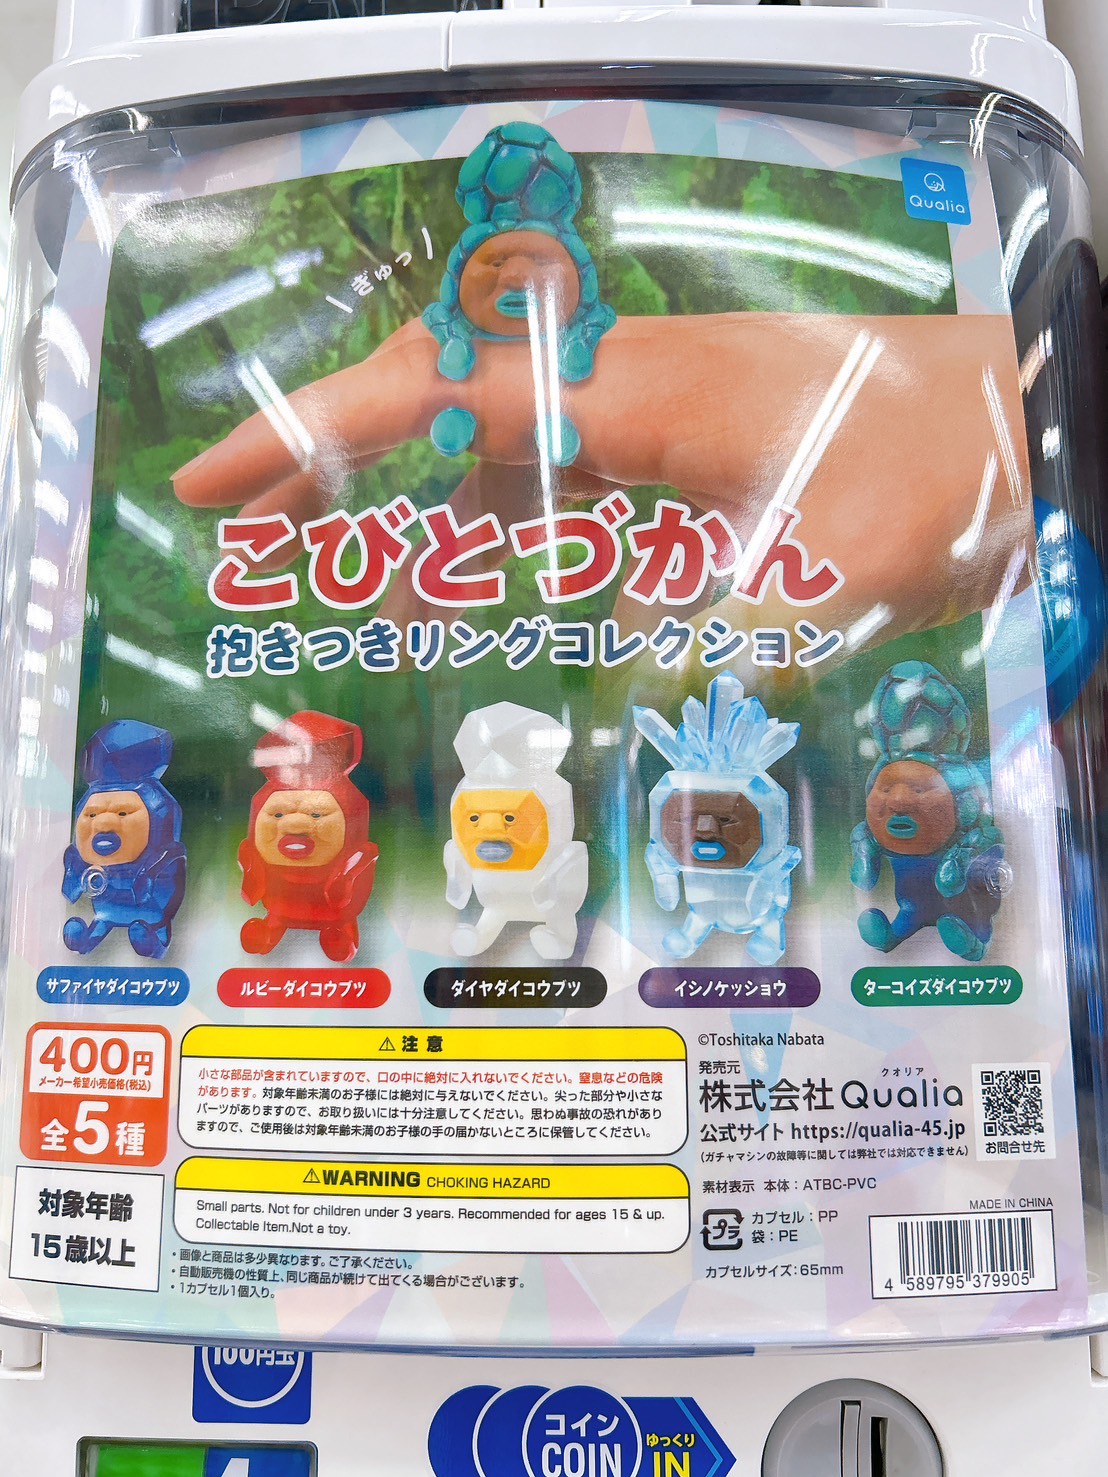 Qualia
ぎゅっ
こびとづかん
抱きつきリングコレクション
サファイヤダイコウブツ
ルビーダイコウブツ
ダイヤダイコウブツ
イシノケッショウ
ターコイズダイコウブツ
400円
メーカー希望小売価格(税込)
全5種
対象年齢
15歳以上
⚠注意
小さな部品が含まれていますので、口の中に絶対に入れないでください。窒息などの危険
があります。対象年齢未満のお子様には絶対に与えないでください。尖った部分や小さな
パーツがありますので、お取り扱いには十分注意してください。思わぬ事故の恐れがあり
ますので、ご使用後は対象年齢未満のお子様の手の届かないところに保管してください。
⚠WARNING CHOKING HAZARD
Small parts. Not for children under 3 years. Recommended for ages 15 & up.
Collectable Item.Not a toy.
・画像と商品は多少異なります。ご了承ください。
・自動販売機の性質上、同じ商品が続けて出てくる場合がございます。
・1カプセル1個入り。
©Toshitaka Nabata
発売元
クオリア
株式会社Qualia
公式サイト https://qualia-45.jp
(ガチャマシンの故障等に関しては弊社では対応できません)
お問合せ先
素材表示 本体：ATBC-PVC
プラ
カプセル：PP
袋：PE
カプセルサイズ：65mm
MADE IN CHINA
4 589795 379905
100円玉
コイン
COIN
ゆっくり
IN